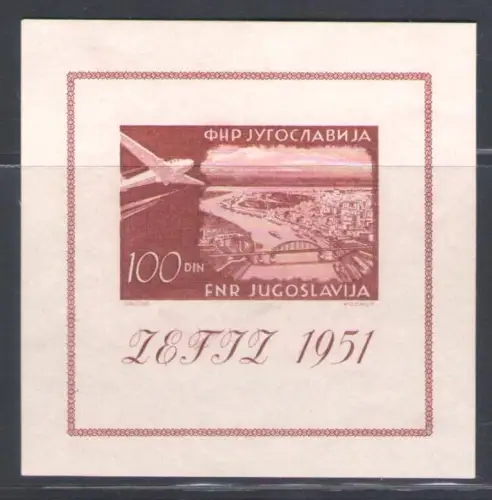 ФНР ЈУГОСЛАВИЈА
100 DIN
FNR JUGOSLAVIJA
ZEFIZ 1951